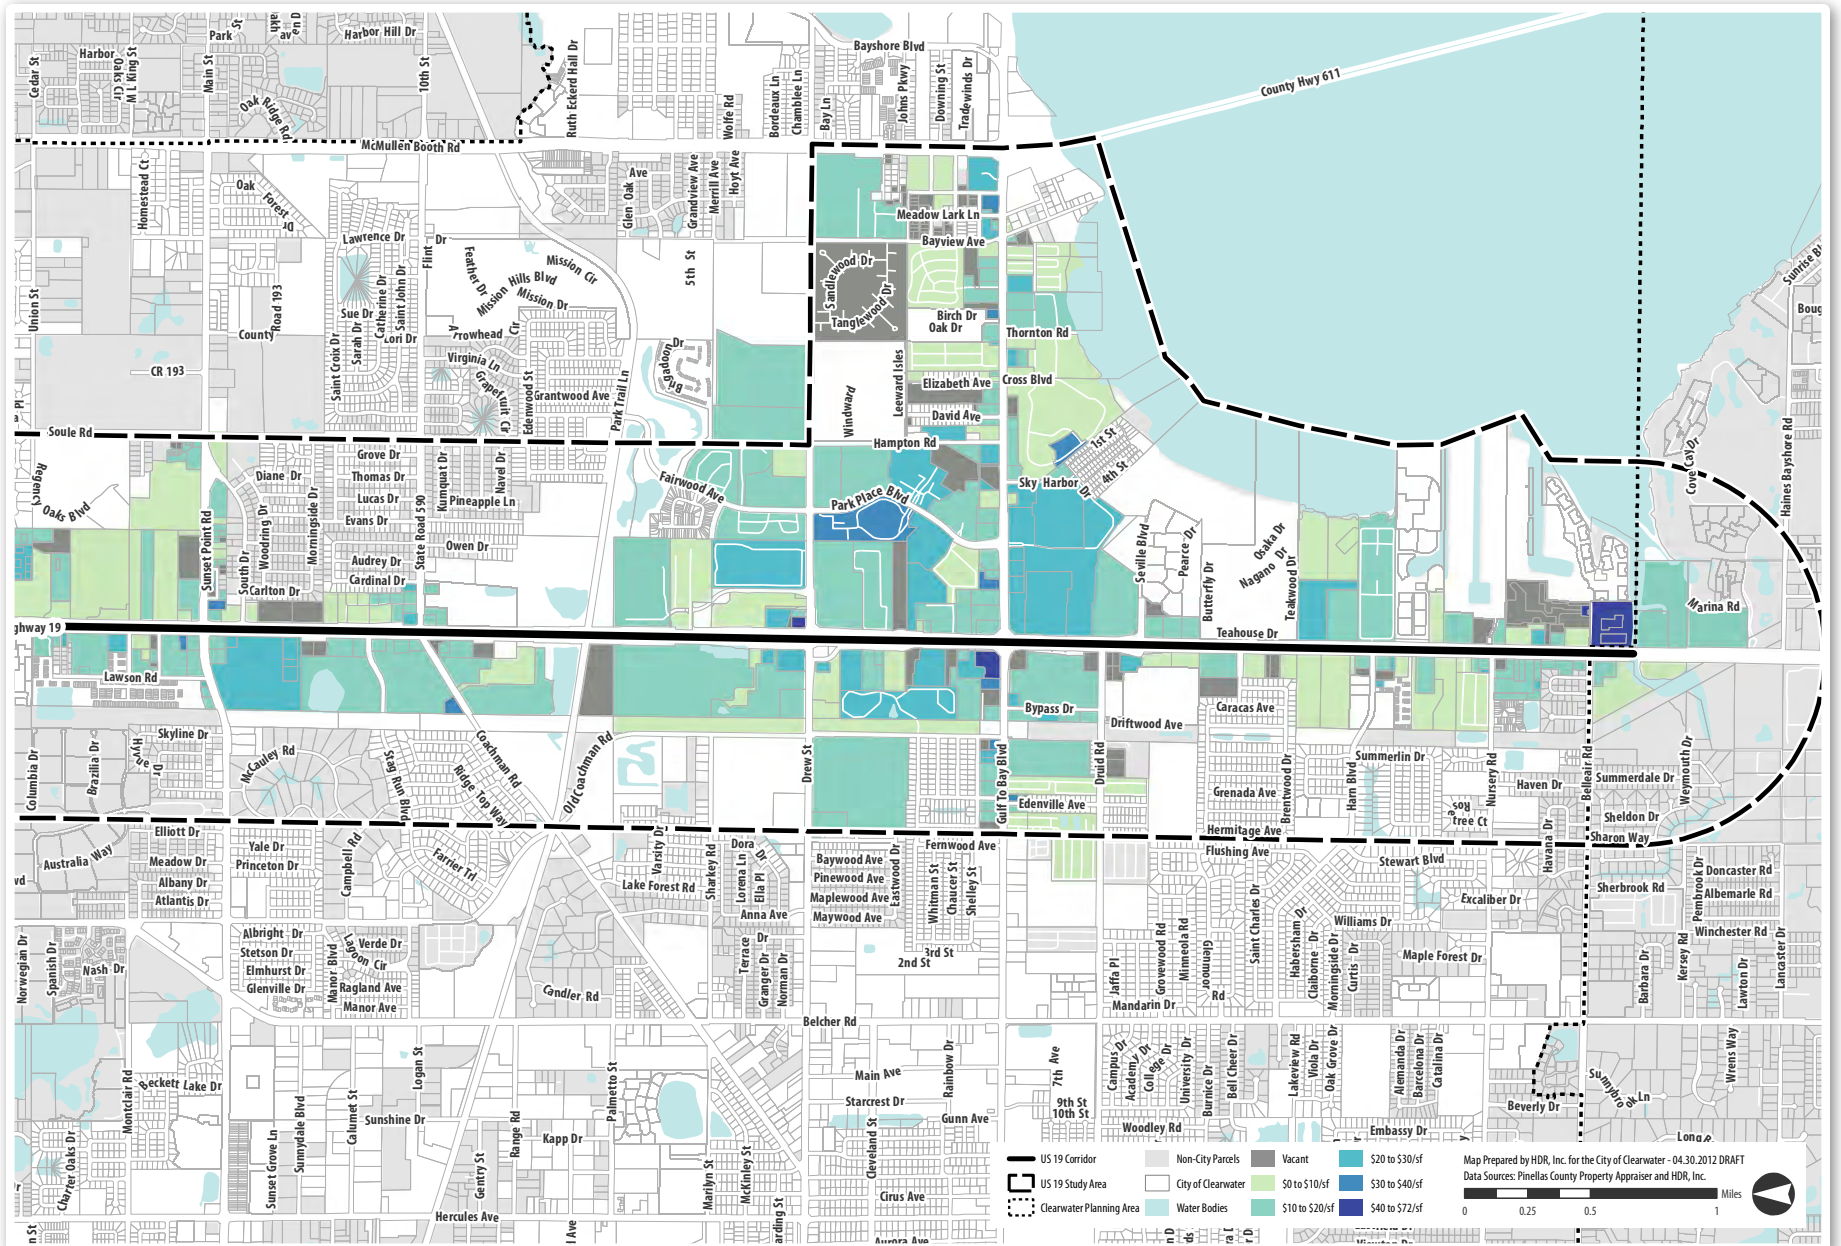 Park St
Harbor Hill Dr
Harbor
Oaks Cir
M L King St
Cedar St
Main St
Oak Ridge Rd
10th St
Ruth Eckerd Hall Dr
Wolfe Rd
Bordeaux Ln
Chamblee Ln
Bay Ln
Bayshore Blvd
Johns Pkwy
Downing St
Tradewinds Dr
County Hwy 611
McMullen Booth Rd
Homestead Ct
Oak Forest Dr
Glen Oak Ave
Grandview Ave
Merrill Ave
Hoyt Ave
Meadow Lark Ln
Bayview Ave
Lawrence Dr
Flint Dr
Feather Dr
Mission Hills Blvd
Mission Cir
Mission Dr
5th St
Sandlewood Dr
Tanglewood Dr
Birch Dr
Oak Dr
Thornton Rd
Union St
County Road 193
Sue Dr
Sarah Dr
Catherine Dr
Saint John Dr
Lori Dr
Saint Croix Dr
Arrowhead Cir
Virginia Ln
Grapefruit Cir
Edenwood St
Grantwood Ave
Park Trail Ln
Bigagoon Dr
CR 193
Windward
Leeward Isles
Elizabeth Ave
Cross Blvd
David Ave
Hampton Rd
1st St
4th St
Sky Harbor Dr
Soule Rd
Regency Oaks Blvd
Grove Dr
Diane Dr
Thomas Dr
Lucas Dr
Evans Dr
Audrey Dr
Cardinal Dr
Carlton Dr
Sunset Point Rd
South Dr
Woodring Dr
Morningside Dr
State Road 590
Kumquat Dr
Navel Dr
Pineapple Ln
Owen Dr
Fairwood Ave
Park Place Blvd
Seville Blvd
Pearce Dr
Butterfly Dr
Osaka Dr
Nagano Dr
Teakwood Dr
Teahouse Dr
Cove Cay Dr
Haines Bayshore Rd
Sunrise Bl
Boug
Marina Rd
ghway 19
Lawson Rd
Skyline Dr
Columbia Dr
Brazilia Dr
McCauley Rd
Stag Run Blvd
Coachman Rd
Ridge Top Way
Old Coachman Rd
Drew St
Gulf To Bay Blvd
Bypass Dr
Druid Rd
Driftwood Ave
Edenville Ave
Caracas Ave
Grenada Ave
Brentwood Dr
Hermitage Ave
Harn Blvd
Summerlin Dr
Nursery Rd
Rose Tree Ct
Haven Dr
Belleair Rd
Summerdale Dr
Weymouth Dr
Sheldon Dr
Sharon Way
Havana Dr
Elliott Dr
Australia Way
Meadow Dr
Albany Dr
Atlantis Dr
Yale Dr
Princeton Dr
Campbell Rd
Farrier Trl
Varsity Dr
Lake Forest Rd
Sharkey Rd
Dora Dr
Lorena Ln
Ella Pl
Anna Ave
Baywood Ave
Pinewood Ave
Maplewood Ave
Maywood Ave
Eastwood Dr
Fernwood Ave
Whitman St
Chaucer St
Shelley St
Flushing Ave
Stewart Blvd
Excaliber Dr
Williams Dr
Sherbrook Rd
Doncaster Rd
Albemarle Rd
Pembrook Dr
Winchester Rd
Norwegian Dr
Spanish Dr
Nash Dr
Albright Dr
Stetson Dr
Elmhurst Dr
Glenville Dr
Manor Blvd
Lagoon Cir
Verde Dr
Ragland Ave
Manor Ave
Candler Rd
Terrace Dr
Granger Dr
Norman Dr
3rd St
2nd St
Jaffa Pl
Grovewood Rd
Minneola Rd
Glenmoor Rd
Mandarin Dr
Saint Charles Dr
Habersham Dr
Claiborne Dr
Morningside Dr
Curtis Dr
Maple Forest Dr
Barbara Dr
Kersey Rd
Lawton Dr
Lancaster Dr
Belcher Rd
Montclair Rd
Beckett Lake Dr
Charter Oaks Dr
Sunset Grove Ln
Sunnydale Blvd
Calumet St
Logan St
Sunshine Dr
Gentry St
Range Rd
Kapp Dr
Palmetto St
Hercules Ave
Marilyn St
McKinley St
Main Ave
Starcrest Dr
Rainbow Dr
Gunn Ave
Cleveland St
Cirus Ave
Aurora Ave
7th Ave
9th St
10th St
Campus Dr
Academy Dr
College Dr
University Dr
Burnice Dr
Bell Cheer Dr
Woodley Rd
Lakeview Rd
Viola Dr
Oak Grove Dr
Alemanda Dr
Barcelona Dr
Catalina Dr
Embassy Dr
Beverly Dr
Sunnybrook Ln
Wrens Way
US 19 Corridor
US 19 Study Area
Clearwater Planning Area
Non-City Parcels
City of Clearwater
Water Bodies
Vacant
$0 to $10/sf
$10 to $20/sf
$20 to $30/sf
$30 to $40/sf
$40 to $72/sf
Map Prepared by HDR, Inc. for the City of Clearwater - 04.30.2012 DRAFT
Data Sources: Pinellas County Property Appraiser and HDR, Inc.
Miles
0 0.25 0.5 1